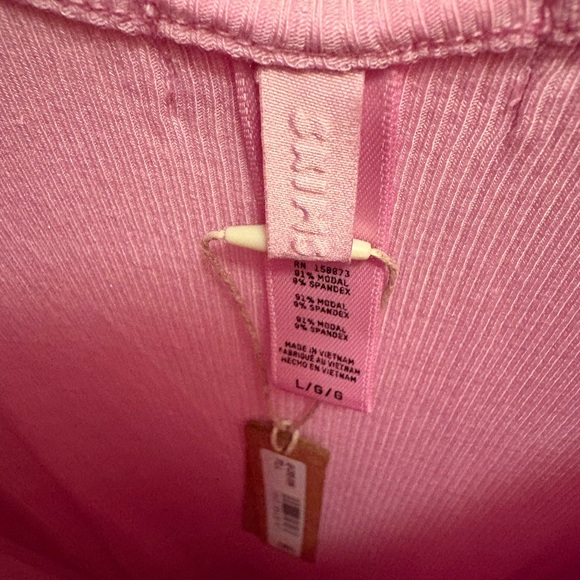 SKIMS
RN 158973
91% MODAL
9% SPANDEX
91% MODAL
9% SPANDEX
91% MODAL
9% SPANDEX
MADE IN VIETNAM
FABRIQUÉ AU VIETNAM
HECHO EN VIETNAM
L/G/G